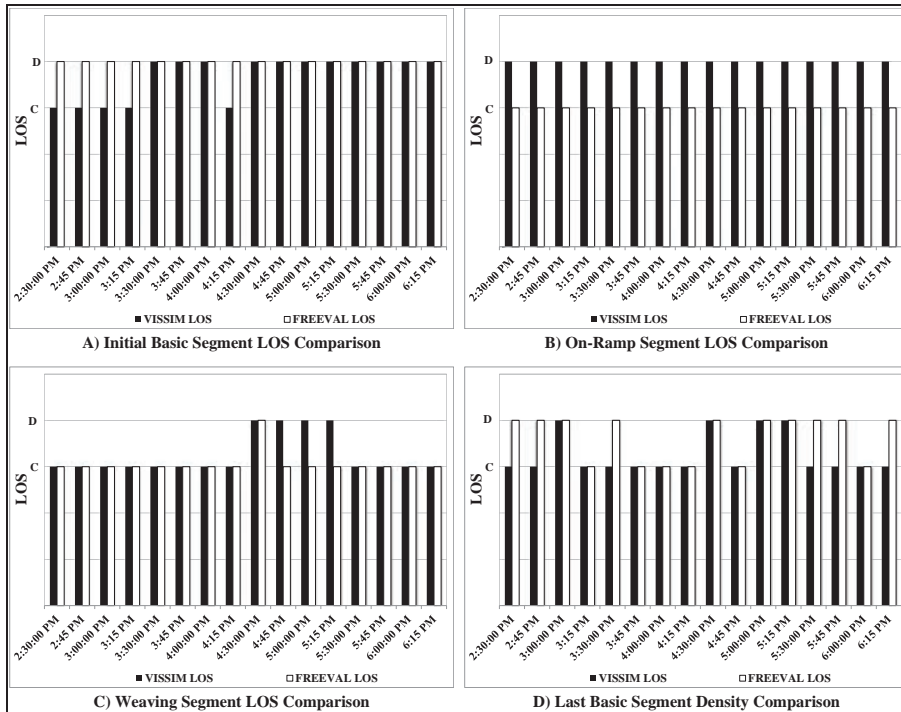 D
C
LOS
2:30:00 PM
2:45 PM
3:00:00 PM
3:15 PM
3:30:00 PM
3:45 PM
4:00:00 PM
4:15 PM
4:30:00 PM
4:45 PM
5:00:00 PM
5:15 PM
5:30:00 PM
5:45 PM
6:00:00 PM
6:15 PM
VISSIM LOS FREEVAL LOS
A) Initial Basic Segment LOS Comparison
D
C
LOS
2:30:00 PM
2:45 PM
3:00:00 PM
3:15 PM
3:30:00 PM
3:45 PM
4:00:00 PM
4:15 PM
4:30:00 PM
4:45 PM
5:00:00 PM
5:15 PM
5:30:00 PM
5:45 PM
6:00:00 PM
6:15 PM
VISSIM LOS FREEVAL LOS
B) On-Ramp Segment LOS Comparison
D
C
LOS
2:30:00 PM
2:45 PM
3:00:00 PM
3:15 PM
3:30:00 PM
3:45 PM
4:00:00 PM
4:15 PM
4:30:00 PM
4:45 PM
5:00:00 PM
5:15 PM
5:30:00 PM
5:45 PM
6:00:00 PM
6:15 PM
VISSIM LOS FREEVAL LOS
C) Weaving Segment LOS Comparison
D
C
LOS
2:30:00 PM
2:45 PM
3:00:00 PM
3:15 PM
3:30:00 PM
3:45 PM
4:00:00 PM
4:15 PM
4:30:00 PM
4:45 PM
5:00:00 PM
5:15 PM
5:30:00 PM
5:45 PM
6:00:00 PM
6:15 PM
VISSIM LOS FREEVAL LOS
D) Last Basic Segment Density Comparison